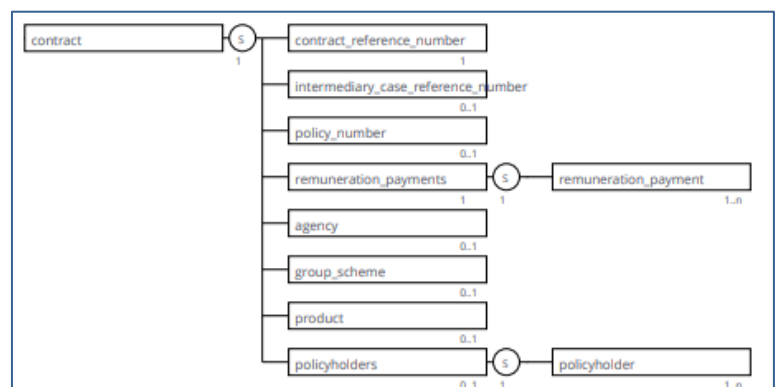 contract S contract_reference_number
1 1
intermediary_case_reference_number
0..1
policy_number
0..1
remuneration_payments S remuneration_payment
1 1 1..n
agency
0..1
group_scheme
0..1
product
0..1
policyholders S policyholder
0..1 1 1..n